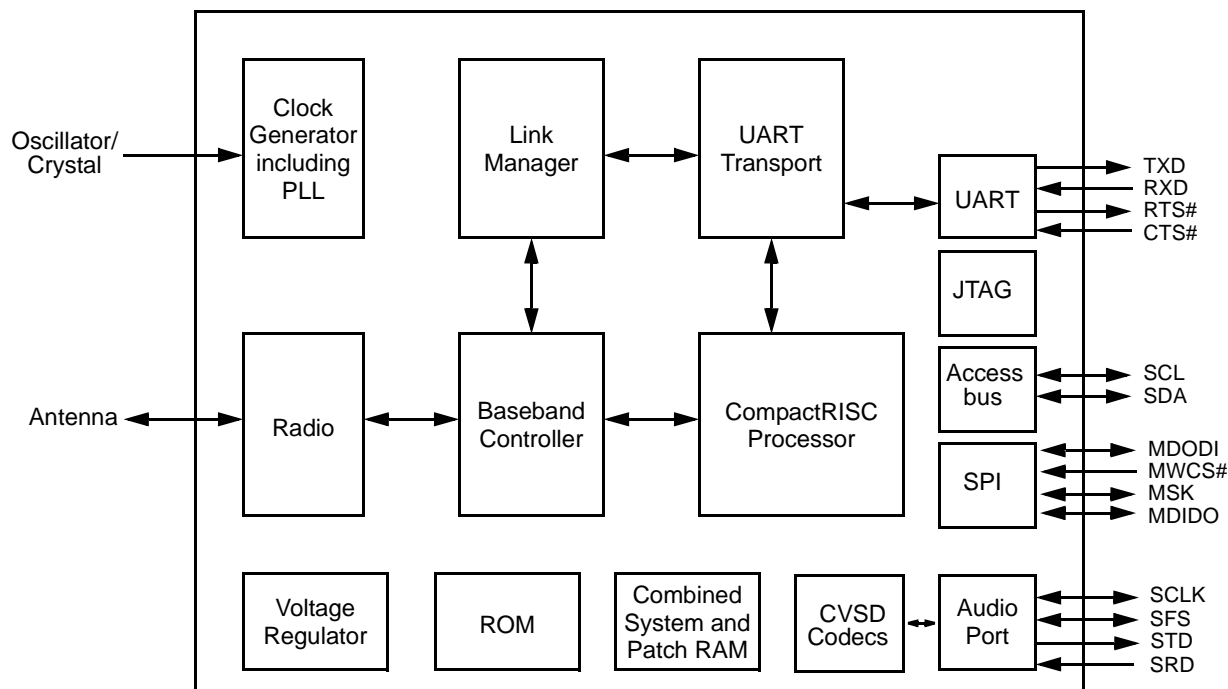 Clock
Generator
including
PLL
Link
Manager
UART
Transport
Oscillator/
Crystal
UART
TXD
RXD
RTS#
CTS#
JTAG
Access
bus
SCL
SDA
Antenna
Radio
Baseband
Controller
CompactRISC
Processor
SPI
MDODI
MWCS#
MSK
MDIDO
Voltage
Regulator
ROM
Combined
System and
Patch RAM
CVSD
Codecs
Audio
Port
SCLK
SFS
STD
SRD